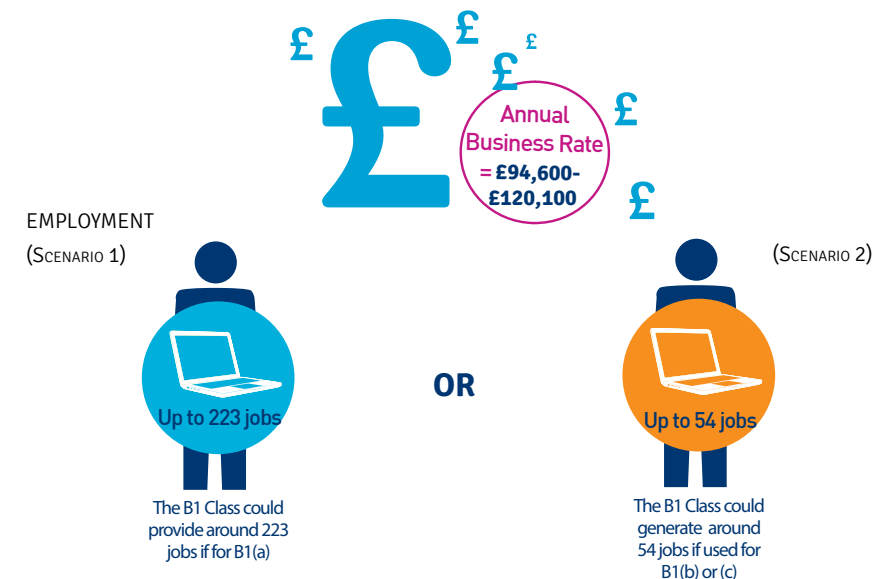 £ £ £ £ £ £ £
Annual
Business Rate
= £94,600-
£120,100
EMPLOYMENT
(Scenario 1)
(Scenario 2)
Up to 223 jobs
OR
Up to 54 jobs
The B1 Class could
provide around 223
jobs if for B1(a)
The B1 Class could
generate around
54 jobs if used for
B1(b) or (c)